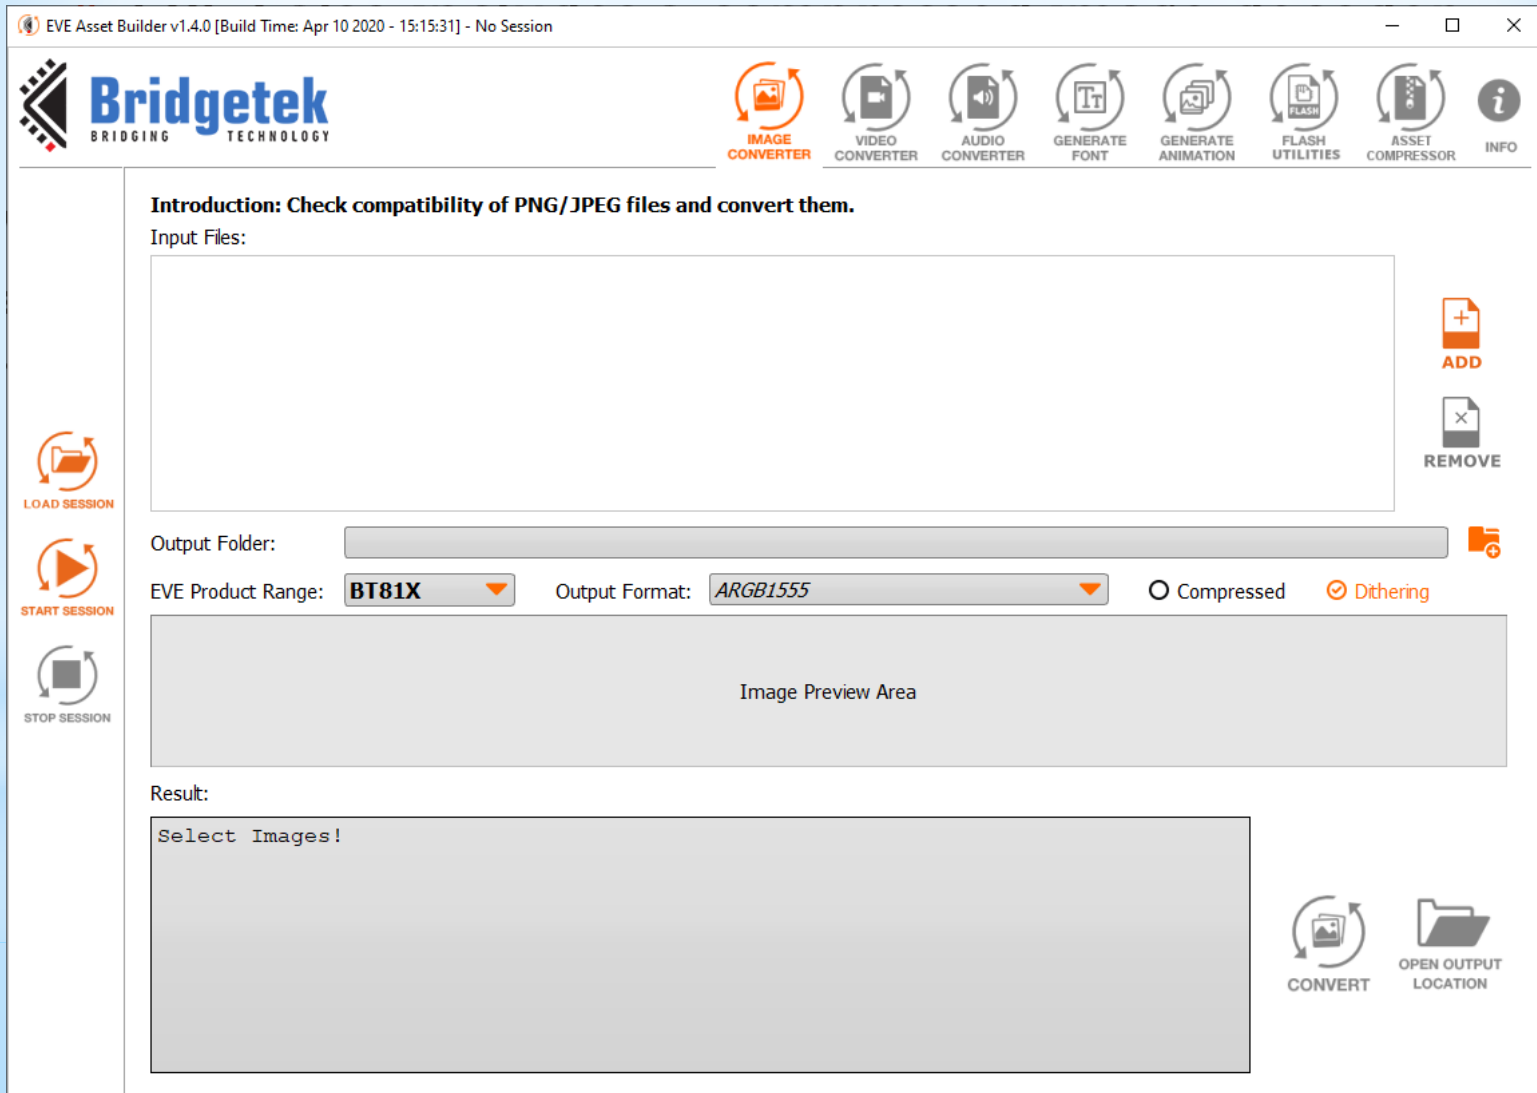 EVE Asset Builder v1.4.0 [Build Time: Apr 10 2020 - 15:15:31] - No Session
Bridgetek
BRIDGING TECHNOLOGY
IMAGE
CONVERTER
VIDEO
CONVERTER
AUDIO
CONVERTER
GENERATE
FONT
GENERATE
ANIMATION
FLASH
FLASH
UTILITIES
ASSET
COMPRESSOR
INFO
Introduction: Check compatibility of PNG/JPEG files and convert them.
Input Files:
ADD
REMOVE
LOAD SESSION
START SESSION
STOP SESSION
Output Folder:
EVE Product Range: BT81X Output Format: ARGB1555 Compressed Dithering
Image Preview Area
Result:
Select Images!
CONVERT
OPEN OUTPUT
LOCATION